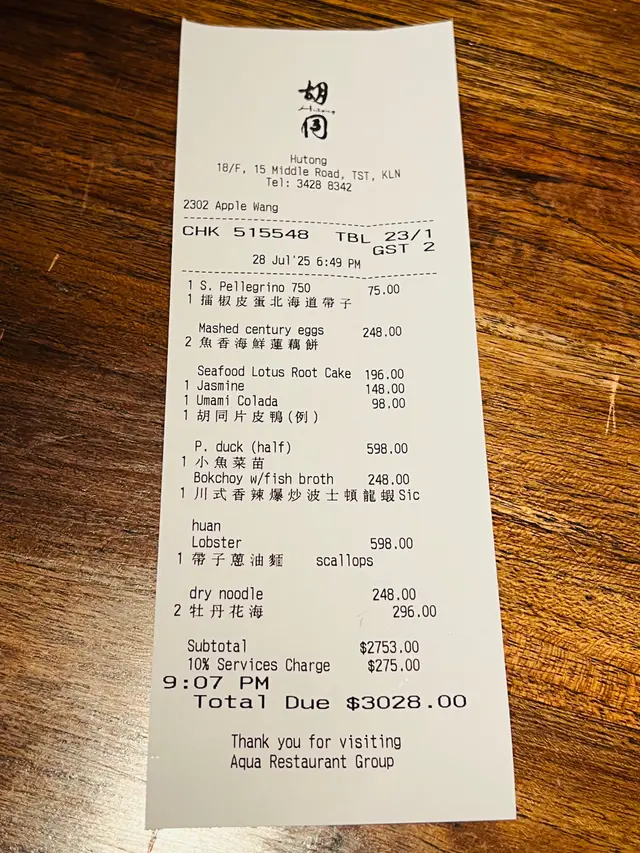 胡
Hutong
同
Hutong
18/F, 15 Middle Road, TST, KLN
Tel: 3428 8342
2302 Apple Wang
CHK 515548 TBL 23/1
GST 2
28 Jul'25 6:49 PM
1 S. Pellegrino 750 75.00
1 擂椒皮蛋北海道帶子
Mashed century eggs 248.00
2 魚香海鮮蓮藕餅
Seafood Lotus Root Cake 196.00
1 Jasmine 148.00
1 Umami Colada 98.00
1 胡同片皮鴨(例)
P. duck (half) 598.00
1 小魚菜苗
Bokchoy w/fish broth 248.00
1 川式香辣爆炒波士頓龍蝦Sic
huan
Lobster 598.00
1 帶子蔥油麵 scallops
dry noodle 248.00
2 牡丹花海 296.00
Subtotal $2753.00
10% Services Charge $275.00
9:07 PM
Total Due $3028.00
Thank you for visiting
Aqua Restaurant Group